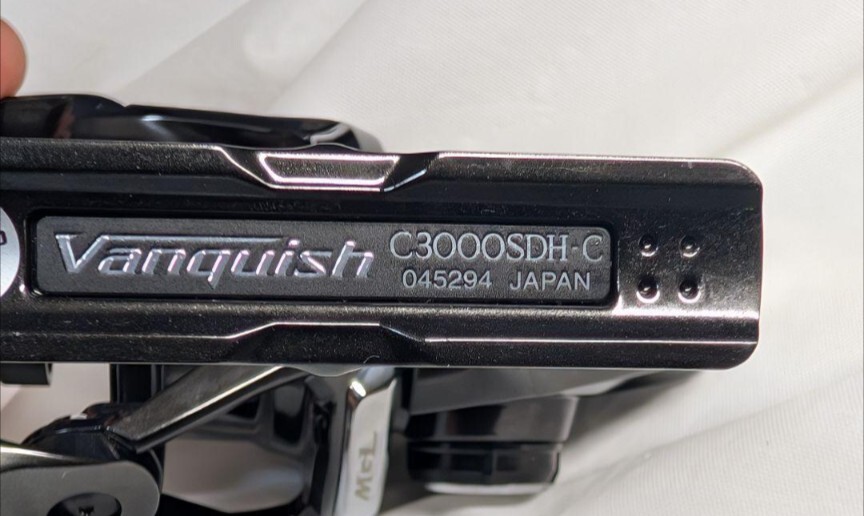 Vanquish C3000SDH-C
045294 JAPAN
MGL